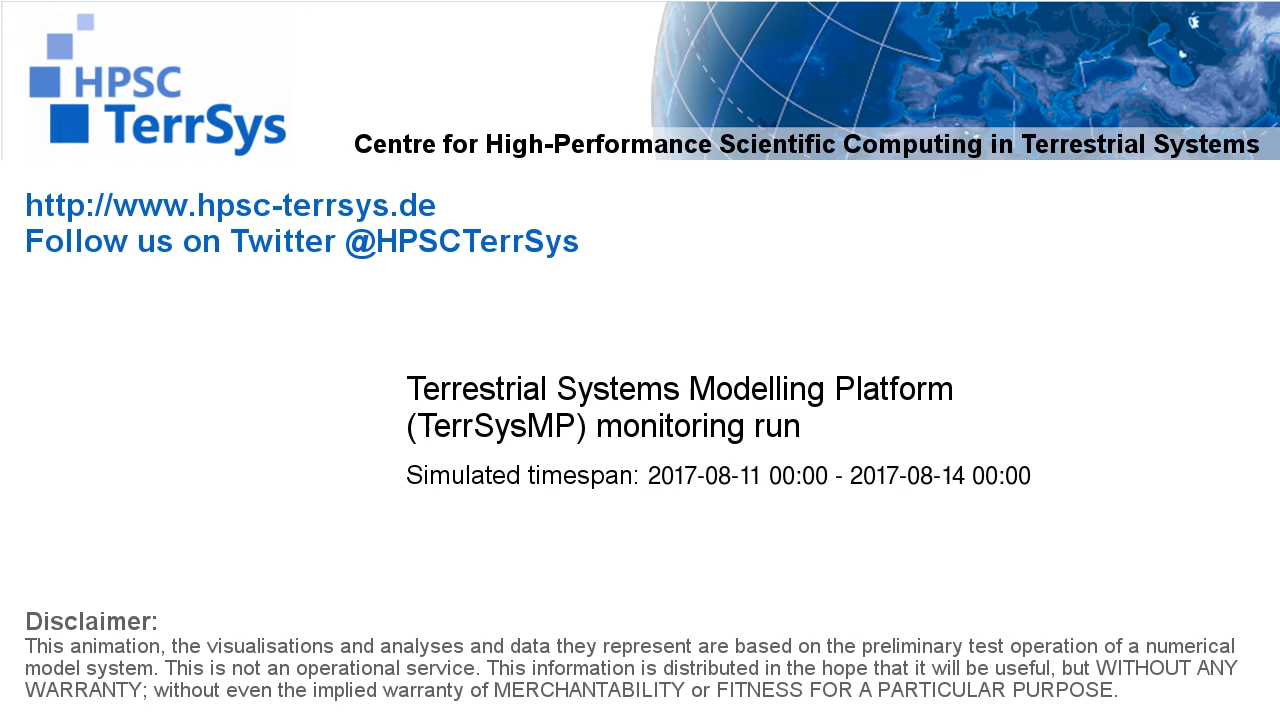 HPSC
TerrSys
Centre for High-Performance Scientific Computing in Terrestrial Systems
http://www.hpsc-terrsys.de
Follow us on Twitter @HPSCTerrSys
Terrestrial Systems Modelling Platform
(TerrSysMP) monitoring run
Simulated timespan: 2017-08-11 00:00 - 2017-08-14 00:00
Disclaimer:
This animation, the visualisations and analyses and data they represent are based on the preliminary test operation of a numerical
model system. This is not an operational service. This information is distributed in the hope that it will be useful, but WITHOUT ANY
WARRANTY; without even the implied warranty of MERCHANTABILITY or FITNESS FOR A PARTICULAR PURPOSE.